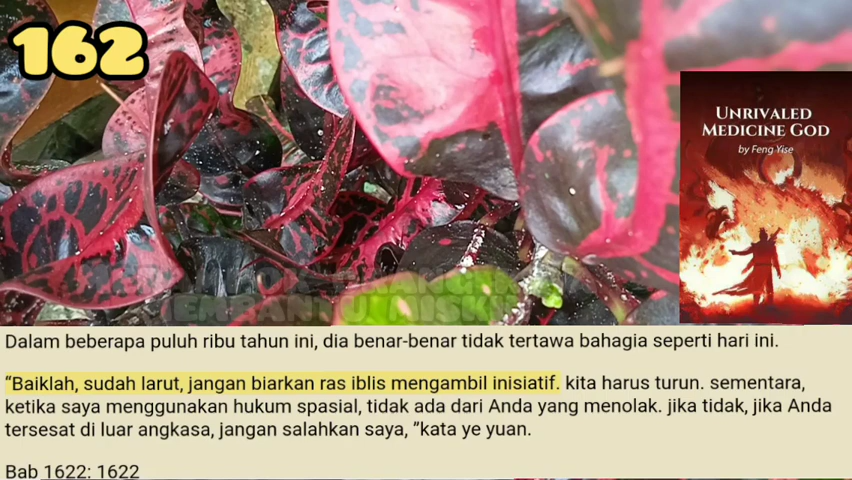 162
UNRIVALED
MEDICINE GOD
by Feng Yise
Dalam beberapa puluh ribu tahun ini, dia benar-benar tidak tertawa bahagia seperti hari ini.
“Baiklah, sudah larut, jangan biarkan ras iblis mengambil inisiatif. kita harus turun. sementara,
ketika saya menggunakan hukum spasial, tidak ada dari Anda yang menolak. jika tidak, jika Anda
tersesat di luar angkasa, jangan salahkan saya, ”kata ye yuan.
Bab 1622: 1622